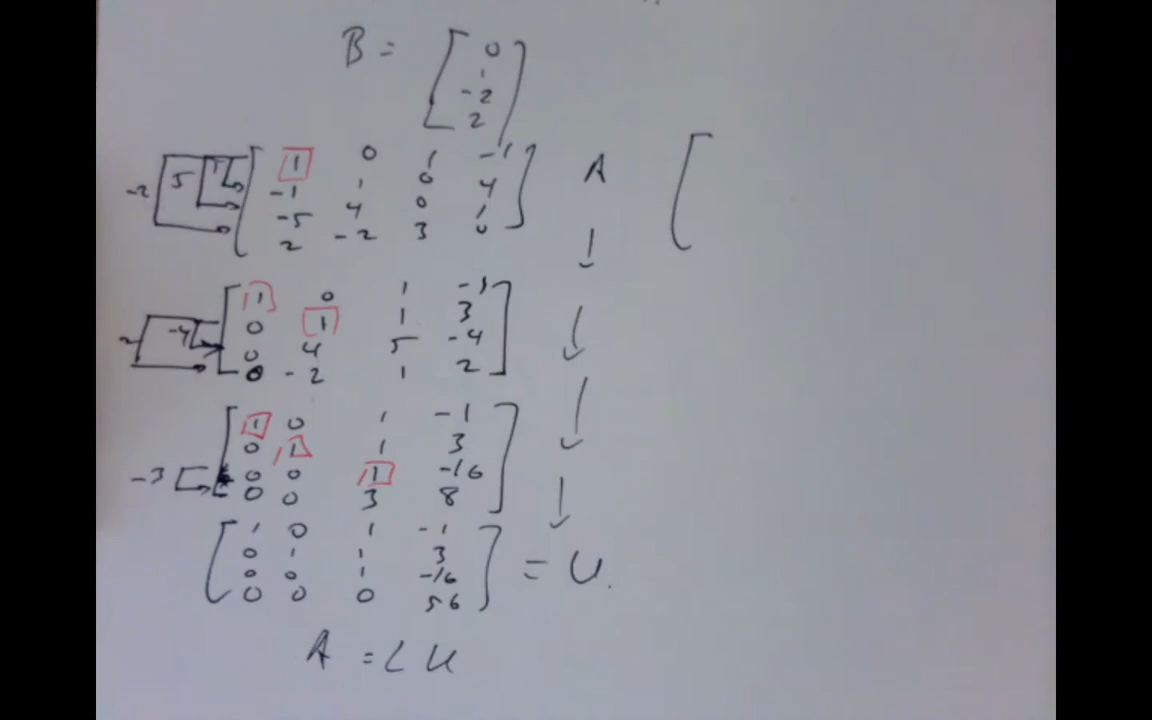 B = [ 0
1
-2
2 ]
1 0 1 -1
-1 1 0 4
-5 4 0 1
2 -2 3 0
A
-2 5 1
1 0 1 -1
0 1 1 3
0 4 5 -4
0 -2 1 2
2 -4
1 0 1 -1
0 1 1 3
0 0 1 -16
0 0 3 8
-3
1 0 1 -1
0 1 1 3
0 0 1 -16
0 0 0 56
= U.
A = L U